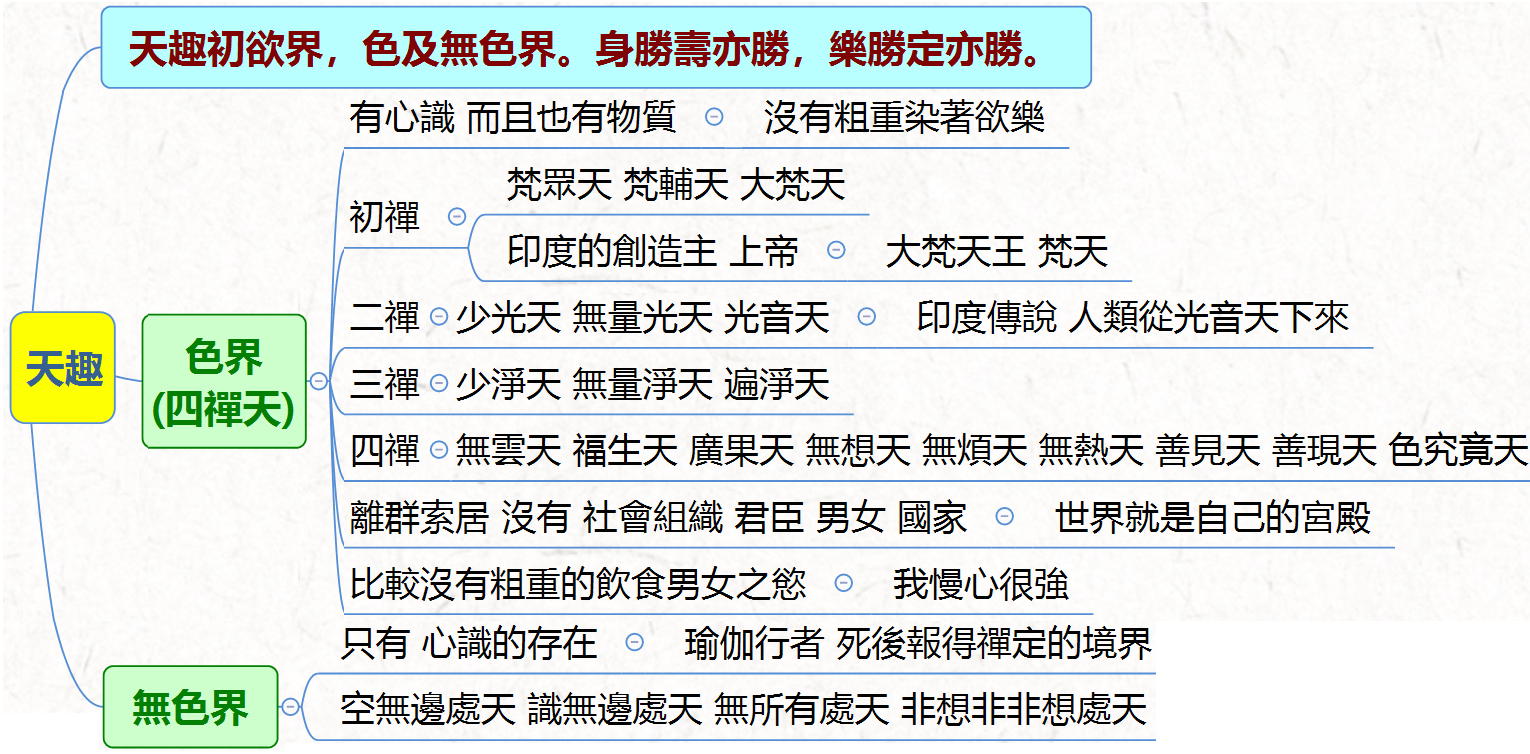 天趣初欲界，色及無色界。身勝壽亦勝，樂勝定亦勝。
天趣
色界
(四禪天)
有心識 而且也有物質 沒有粗重染著欲樂
初禪
梵眾天 梵輔天 大梵天
印度的創造主 上帝 大梵天王 梵天
二禪 少光天 無量光天 光音天 印度傳說 人類從光音天下來
三禪 少淨天 無量淨天 遍淨天
四禪 無雲天 福生天 廣果天 無想天 無煩天 無熱天 善見天 善現天 色究竟天
離群索居 沒有 社會組織 君臣 男女 國家 世界就是自己的宮殿
比較沒有粗重的飲食男女之慾 我慢心很強
無色界
只有 心識的存在 瑜伽行者 死後報得禪定的境界
空無邊處天 識無邊處天 無所有處天 非想非非想處天